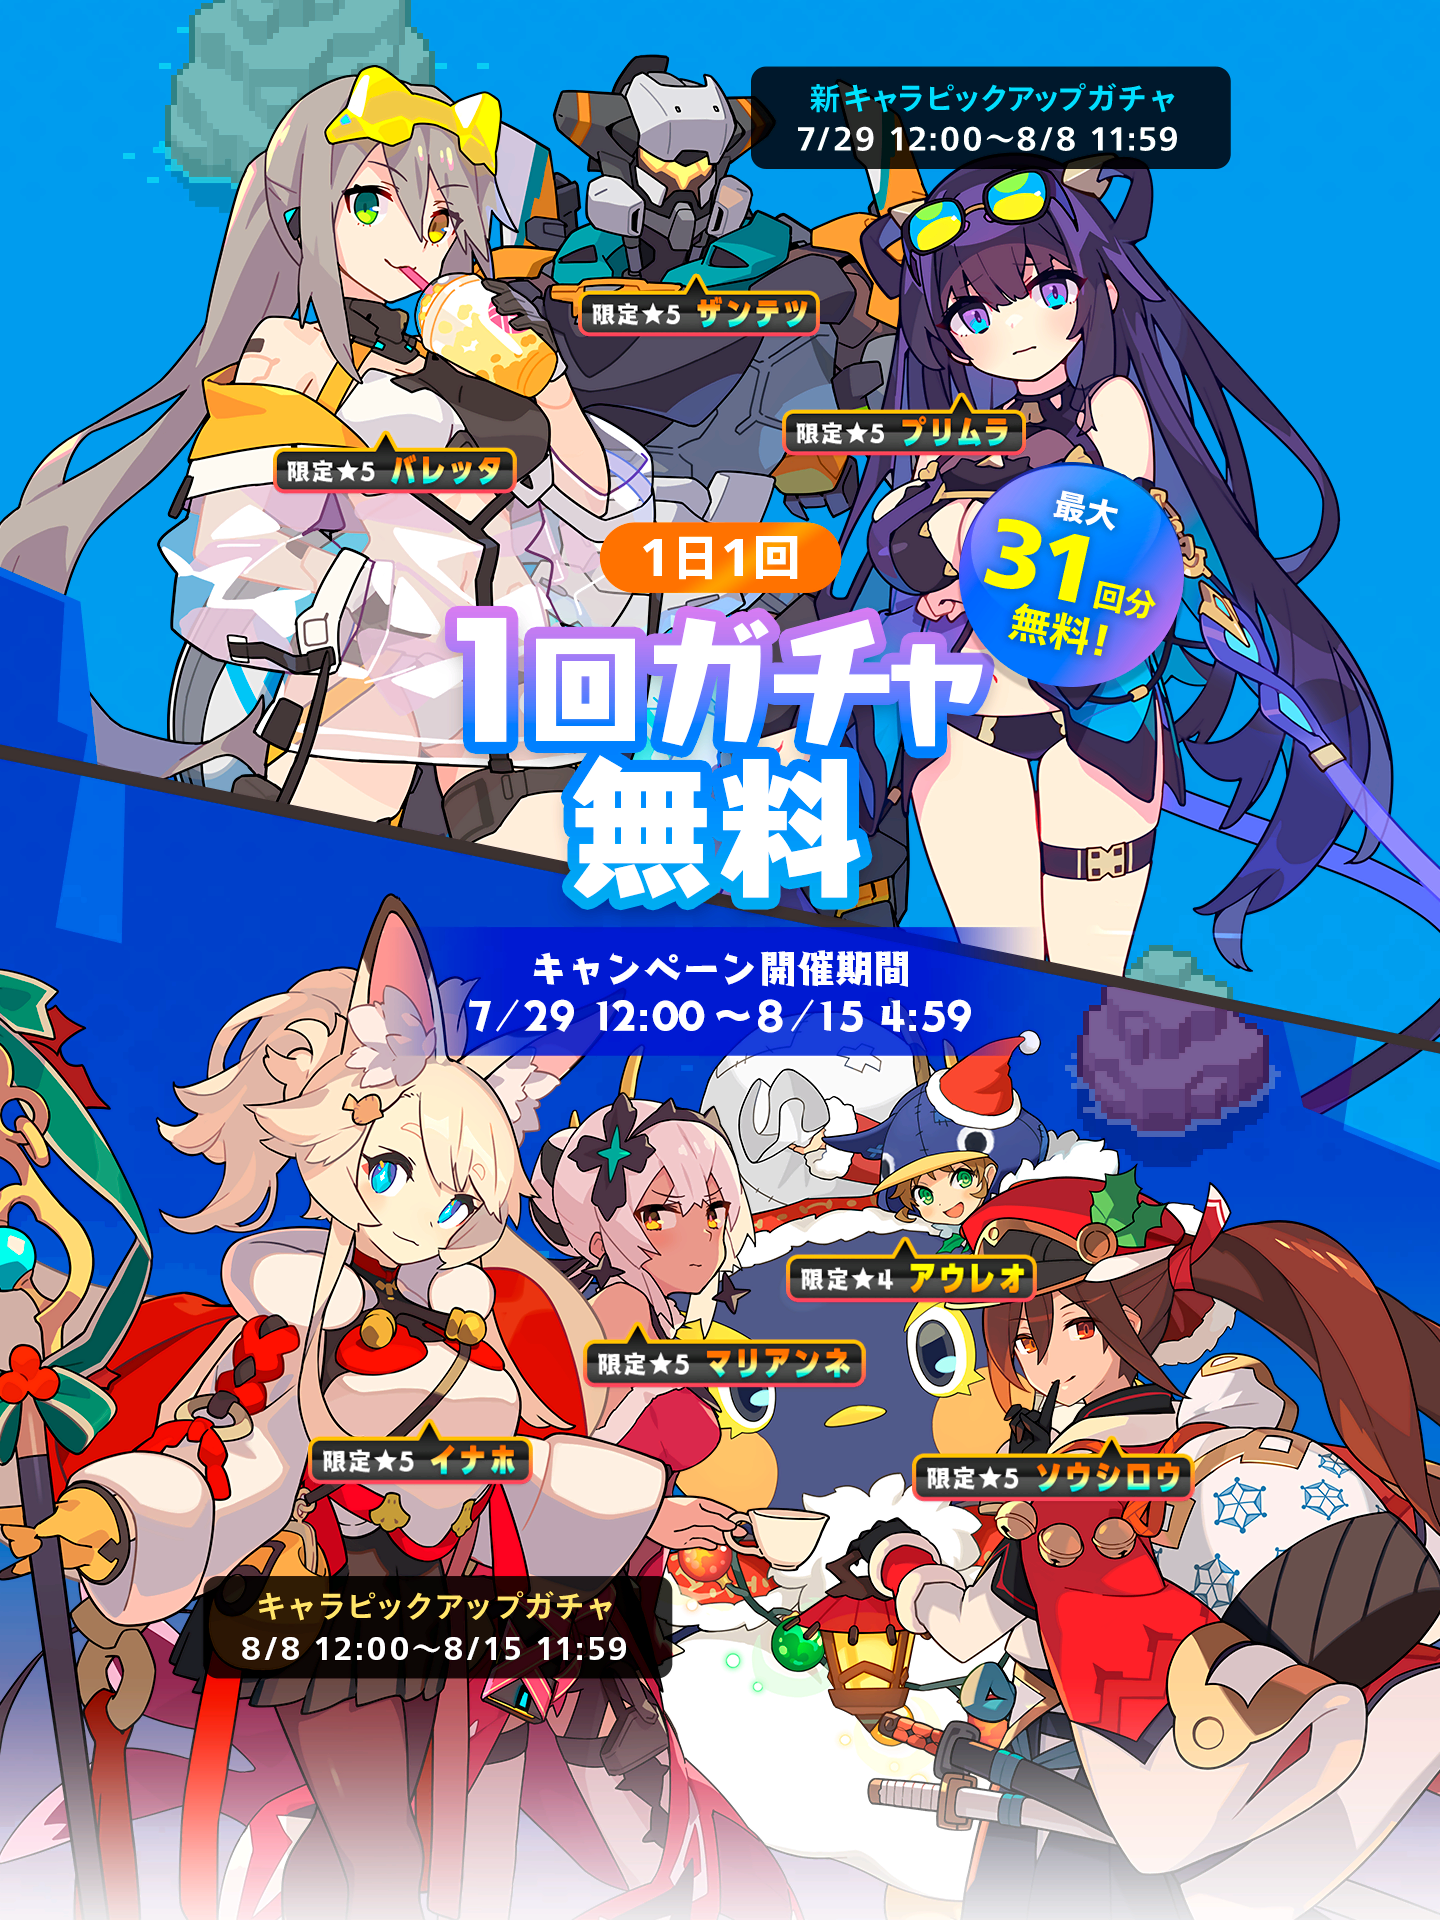 新キャラピックアップガチャ
7/29 12:00～8/8 11:59
限定★5 ザンテツ
限定★5 プリムラ
限定★5 バレッタ
最大
31回分
無料！
1日1回
1回ガチャ
無料
キャンペーン開催期間
7/29 12:00～8/15 4:59
限定★4 アウレオ
限定★5 マリアンネ
限定★5 イナホ
限定★5 ソウシロウ
キャラピックアップガチャ
8/8 12:00～8/15 11:59